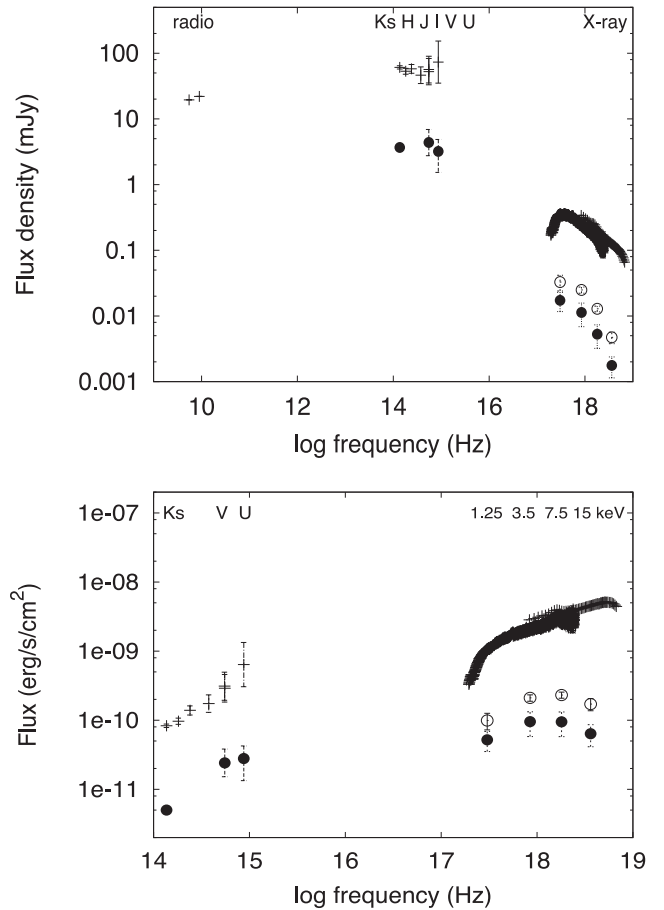 radio Ks H J I V U X-ray
100
10
1
0.1
0.01
0.001
Flux density (mJy)
10 12 14 16 18
log frequency (Hz)
Ks V U 1.25 3.5 7.5 15 keV
1e-07
1e-08
1e-09
1e-10
1e-11
Flux (erg/s/cm²)
14 15 16 17 18 19
log frequency (Hz)